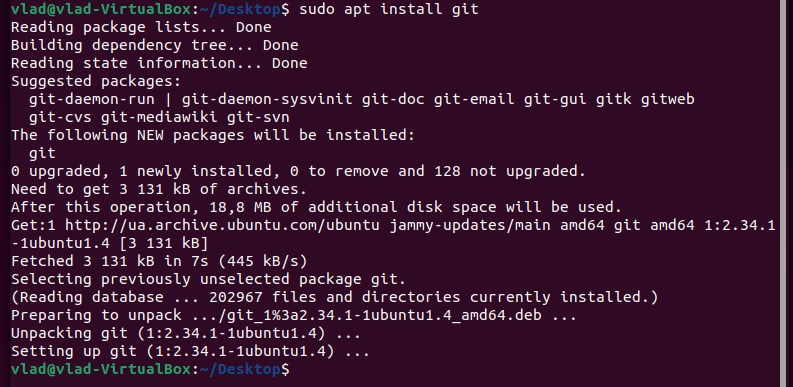 vlad@vlad-VirtualBox:~/Desktop$ sudo apt install git
Reading package lists... Done
Building dependency tree... Done
Reading state information... Done
Suggested packages:
  git-daemon-run | git-daemon-sysvinit git-doc git-email git-gui gitk gitweb
  git-cvs git-mediawiki git-svn
The following NEW packages will be installed:
  git
0 upgraded, 1 newly installed, 0 to remove and 128 not upgraded.
Need to get 3 131 kB of archives.
After this operation, 18,8 MB of additional disk space will be used.
Get:1 http://ua.archive.ubuntu.com/ubuntu jammy-updates/main amd64 git amd64 1:2.34.1
-1ubuntu1.4 [3 131 kB]
Fetched 3 131 kB in 7s (445 kB/s)
Selecting previously unselected package git.
(Reading database ... 202967 files and directories currently installed.)
Preparing to unpack .../git_1%3a2.34.1-1ubuntu1.4_amd64.deb ...
Unpacking git (1:2.34.1-1ubuntu1.4) ...
Setting up git (1:2.34.1-1ubuntu1.4) ...
vlad@vlad-VirtualBox:~/Desktop$